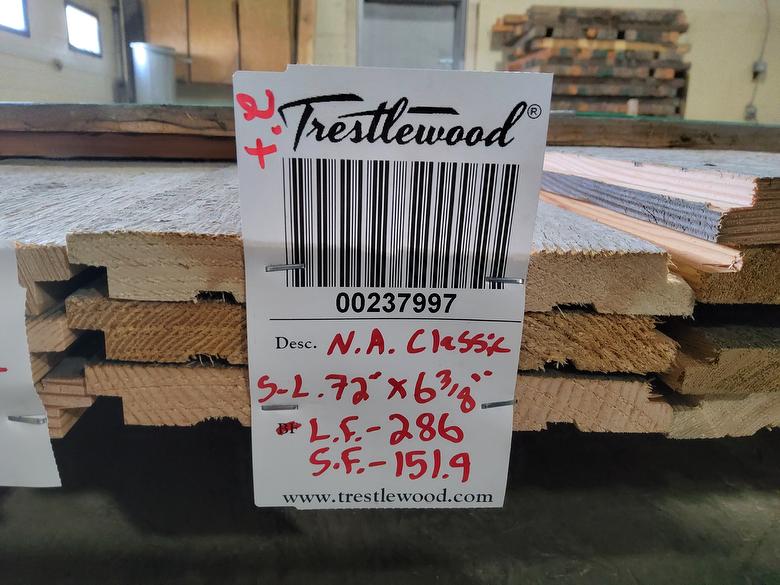 t.2
Trestlewood®
00237997
Desc. N.A. Classic
S-L .72" x 6 3/8"
BF L.F.-286
S.F.-151.9
www.trestlewood.com